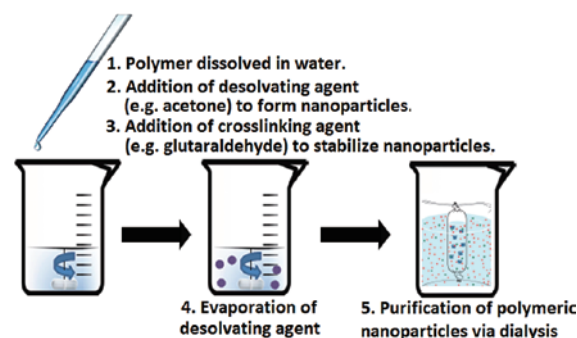 1. Polymer dissolved in water.
2. Addition of desolvating agent
(e.g. acetone) to form nanoparticles.
3. Addition of crosslinking agent
(e.g. glutaraldehyde) to stabilize nanoparticles.
4. Evaporation of
desolvating agent
5. Purification of polymeric
nanoparticles via dialysis